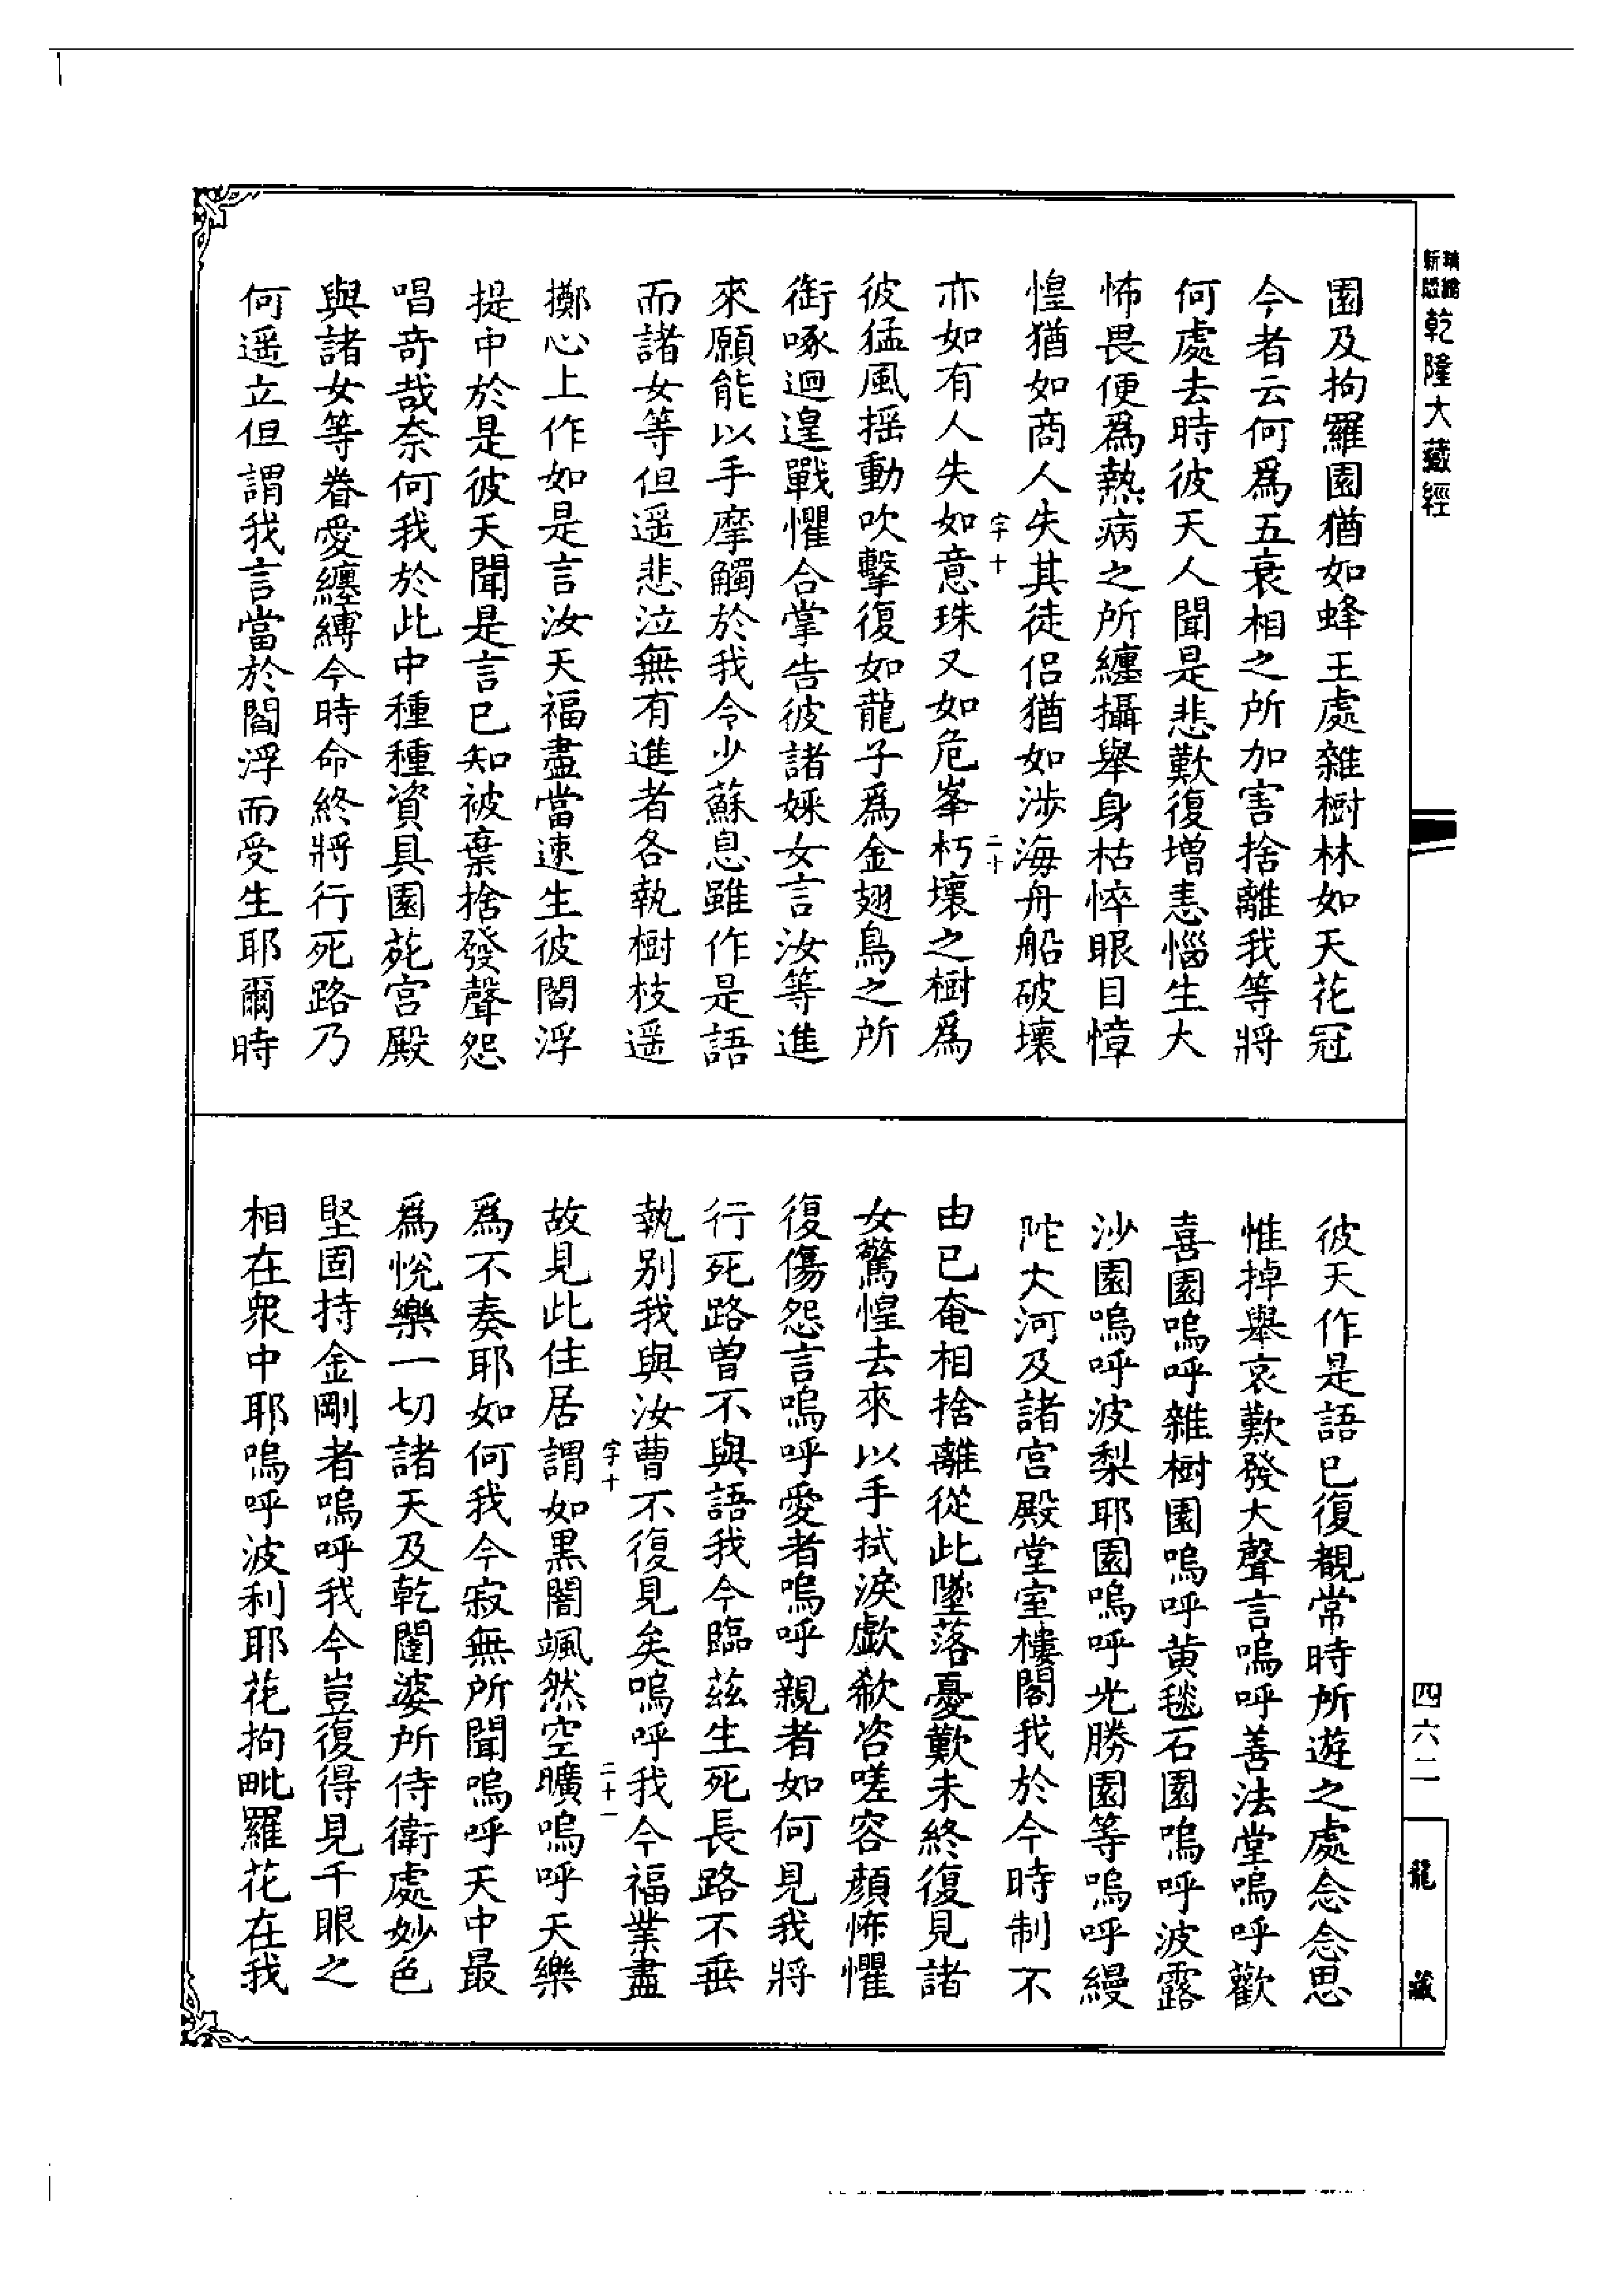 乾隆大藏經
園及拘羅園猶如蜂王處雜樹林如天花冠
今者云何爲五衰相之所加害捨離我等將
何處去時彼天人聞是悲歎復增恚惱生大
怖畏便爲熱病之所纏攝舉身枯悴眼目慞
惶猶如商人失其徒侶猶如涉海舟船破壞
字十
二十
亦如有人失如意珠又如危峯朽壞之樹爲
彼猛風搖動吹擊復如龍子爲金翅鳥之所
銜啄迴遑戰懼合掌告彼諸婇女言汝等進
來願能以手摩觸於我令少蘇息雖作是語
而諸女等但遥悲泣無有進者各執樹枝遥
擲心上作如是言汝天福盡當速生彼閻浮
提中於是彼天聞是言已知被棄捨發聲怨
唱奇哉奈何我於此中種種資具園苑宮殿
與諸女等眷愛纏縛今時命終將行死路乃
何遥立但謂我言當於閻浮而受生耶爾時
彼天作是語已復覩常時所遊之處念念思
惟掉舉哀歎發大聲言嗚呼善法堂嗚呼歡
喜園嗚呼雜樹園嗚呼黄毯石園嗚呼波露
沙園嗚呼波梨耶園嗚呼光勝園等嗚呼縵
陀大河及諸宮殿堂室樓閣我於今時制不
由已奄相捨離從此墜落憂歎未終復見諸
女驚惶去來以手拭淚歔欷咨嗟容顏怖懼
復傷怨言嗚呼愛者嗚呼親者如何見我將
行死路曾不與語我今臨茲生死長路不垂
執别我與汝曹不復見矣嗚呼我今福業盡
字十
二十一
故見此住居謂如黒闇颯然空曠嗚呼天樂
爲不奏耶如何我今寂無所聞嗚呼天中最
爲悅樂一切諸天及乾闥婆所侍衛處妙色
堅固持金剛者嗚呼我今豈復得見千眼之
相在衆中耶嗚呼波利耶花拘毗羅花在我
四六二
龍藏